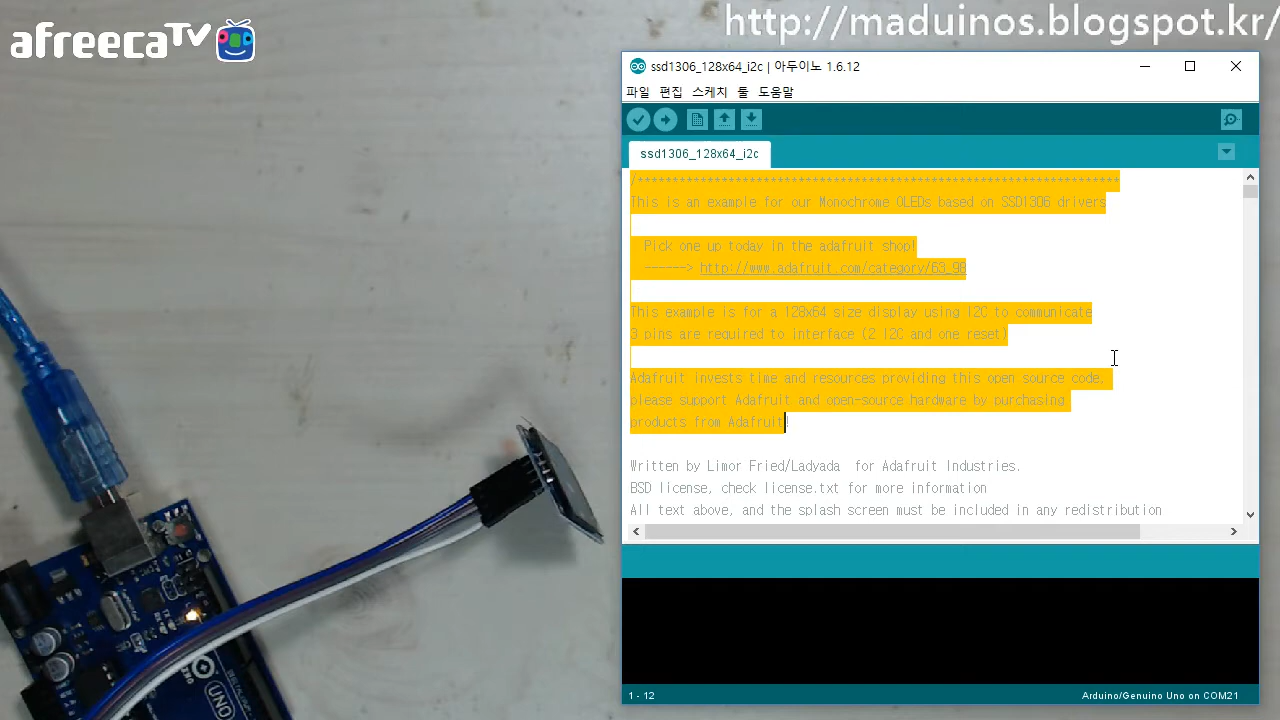 afreecaTV
http://maduinos.blogspot.kr/
ssd1306_128x64_i2c | 아두이노 1.6.12
파일 편집 스케치 툴 도움말
ssd1306_128x64_i2c
/*********************************************************************
This is an example for our Monochrome OLEDs based on SSD1306 drivers
Pick one up today in the adafruit shop!
------> http://www.adafruit.com/category/63_98
This example is for a 128x64 size display using I2C to communicate
3 pins are required to interface (2 I2C and one reset)
Adafruit invests time and resources providing this open source code,
please support Adafruit and open-source hardware by purchasing
products from Adafruit!
Written by Limor Fried/Ladyada  for Adafruit Industries.
BSD license, check license.txt for more information
All text above, and the splash screen must be included in any redistribution
1 - 12
Arduino/Genuino Uno on COM21
UNO